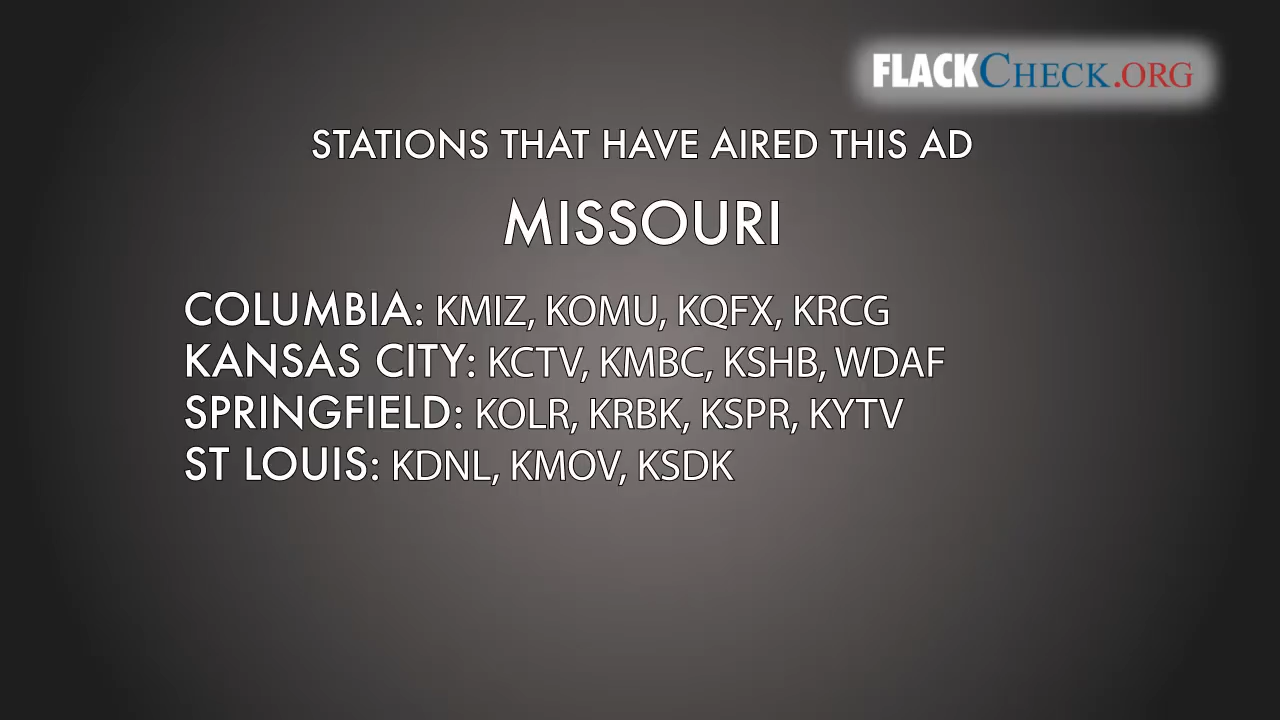 FLACKCHECK.ORG
STATIONS THAT HAVE AIRED THIS AD
MISSOURI
COLUMBIA: KMIZ, KOMU, KQFX, KRCG
KANSAS CITY: KCTV, KMBC, KSHB, WDAF
SPRINGFIELD: KOLR, KRBK, KSPR, KYTV
ST LOUIS: KDNL, KMOV, KSDK